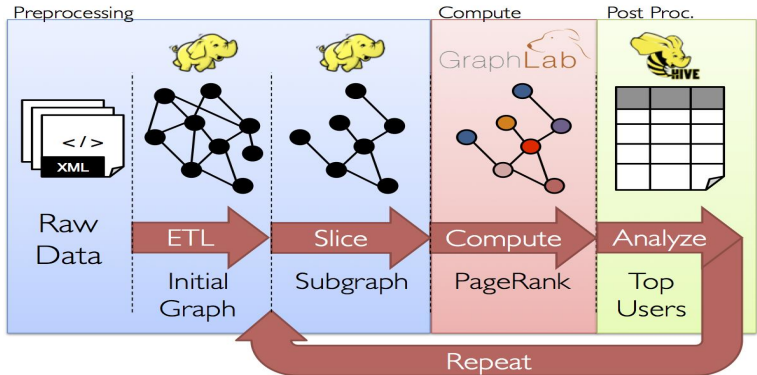 Preprocessing
Compute
Post Proc.
GraphLab
HIVE
</>
XML
Raw
Data
ETL
Slice
Compute
Analyze
Initial
Graph
Subgraph
PageRank
Top
Users
Repeat